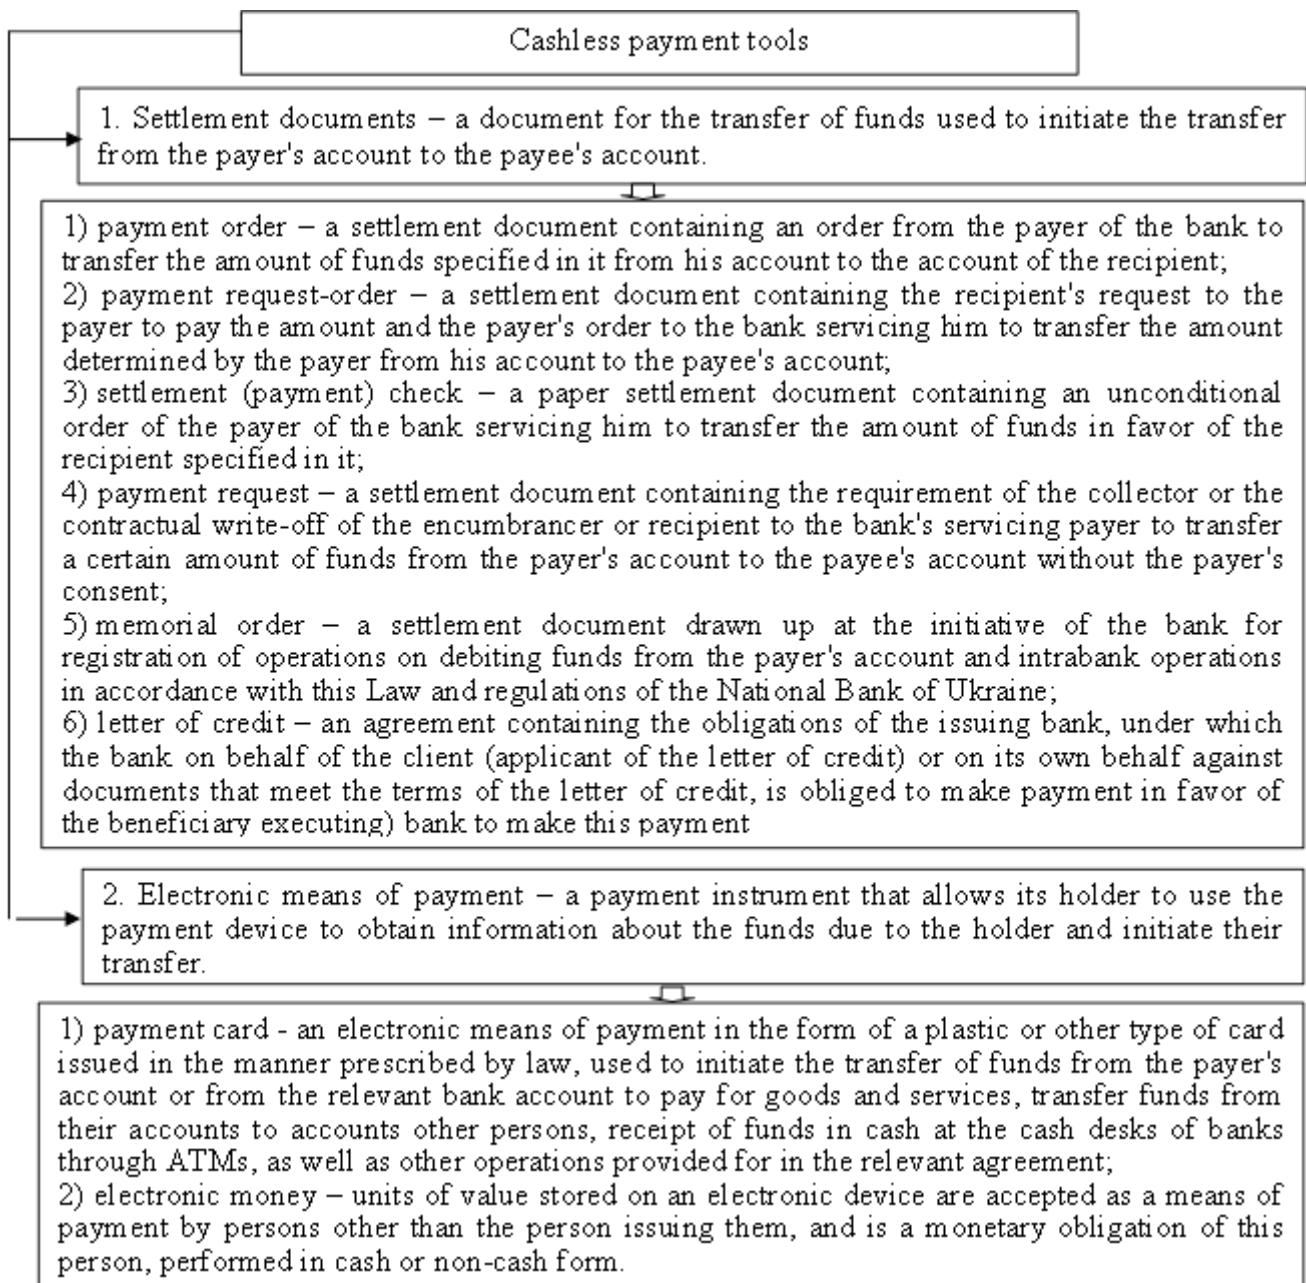 Cashless payment tools
1. Settlement documents – a document for the transfer of funds used to initiate the transfer
from the payer's account to the payee's account.
1) payment order – a settlement document containing an order from the payer of the bank to
transfer the amount of funds specified in it from his account to the account of the recipient;
2) payment request-order – a settlement document containing the recipient's request to the
payer to pay the amount and the payer's order to the bank servicing him to transfer the amount
determined by the payer from his account to the payee's account;
3) settlement (payment) check – a paper settlement document containing an unconditional
order of the payer of the bank servicing him to transfer the amount of funds in favor of the
recipient specified in it;
4) payment request – a settlement document containing the requirement of the collector or the
contractual write-off of the encumbrancer or recipient to the bank's servicing payer to transfer
a certain amount of funds from the payer's account to the payee's account without the payer's
consent;
5) memorial order – a settlement document drawn up at the initiative of the bank for
registration of operations on debiting funds from the payer's account and intrabank operations
in accordance with this Law and regulations of the National Bank of Ukraine;
6) letter of credit – an agreement containing the obligations of the issuing bank, under which
the bank on behalf of the client (applicant of the letter of credit) or on its own behalf against
documents that meet the terms of the letter of credit, is obliged to make payment in favor of
the beneficiary executing) bank to make this payment
2. Electronic means of payment – a payment instrument that allows its holder to use the
payment device to obtain information about the funds due to the holder and initiate their
transfer.
1) payment card - an electronic means of payment in the form of a plastic or other type of card
issued in the manner prescribed by law, used to initiate the transfer of funds from the payer's
account or from the relevant bank account to pay for goods and services, transfer funds from
their accounts to accounts other persons, receipt of funds in cash at the cash desks of banks
through ATMs, as well as other operations provided for in the relevant agreement;
2) electronic money – units of value stored on an electronic device are accepted as a means of
payment by persons other than the person issuing them, and is a monetary obligation of this
person, performed in cash or non-cash form.